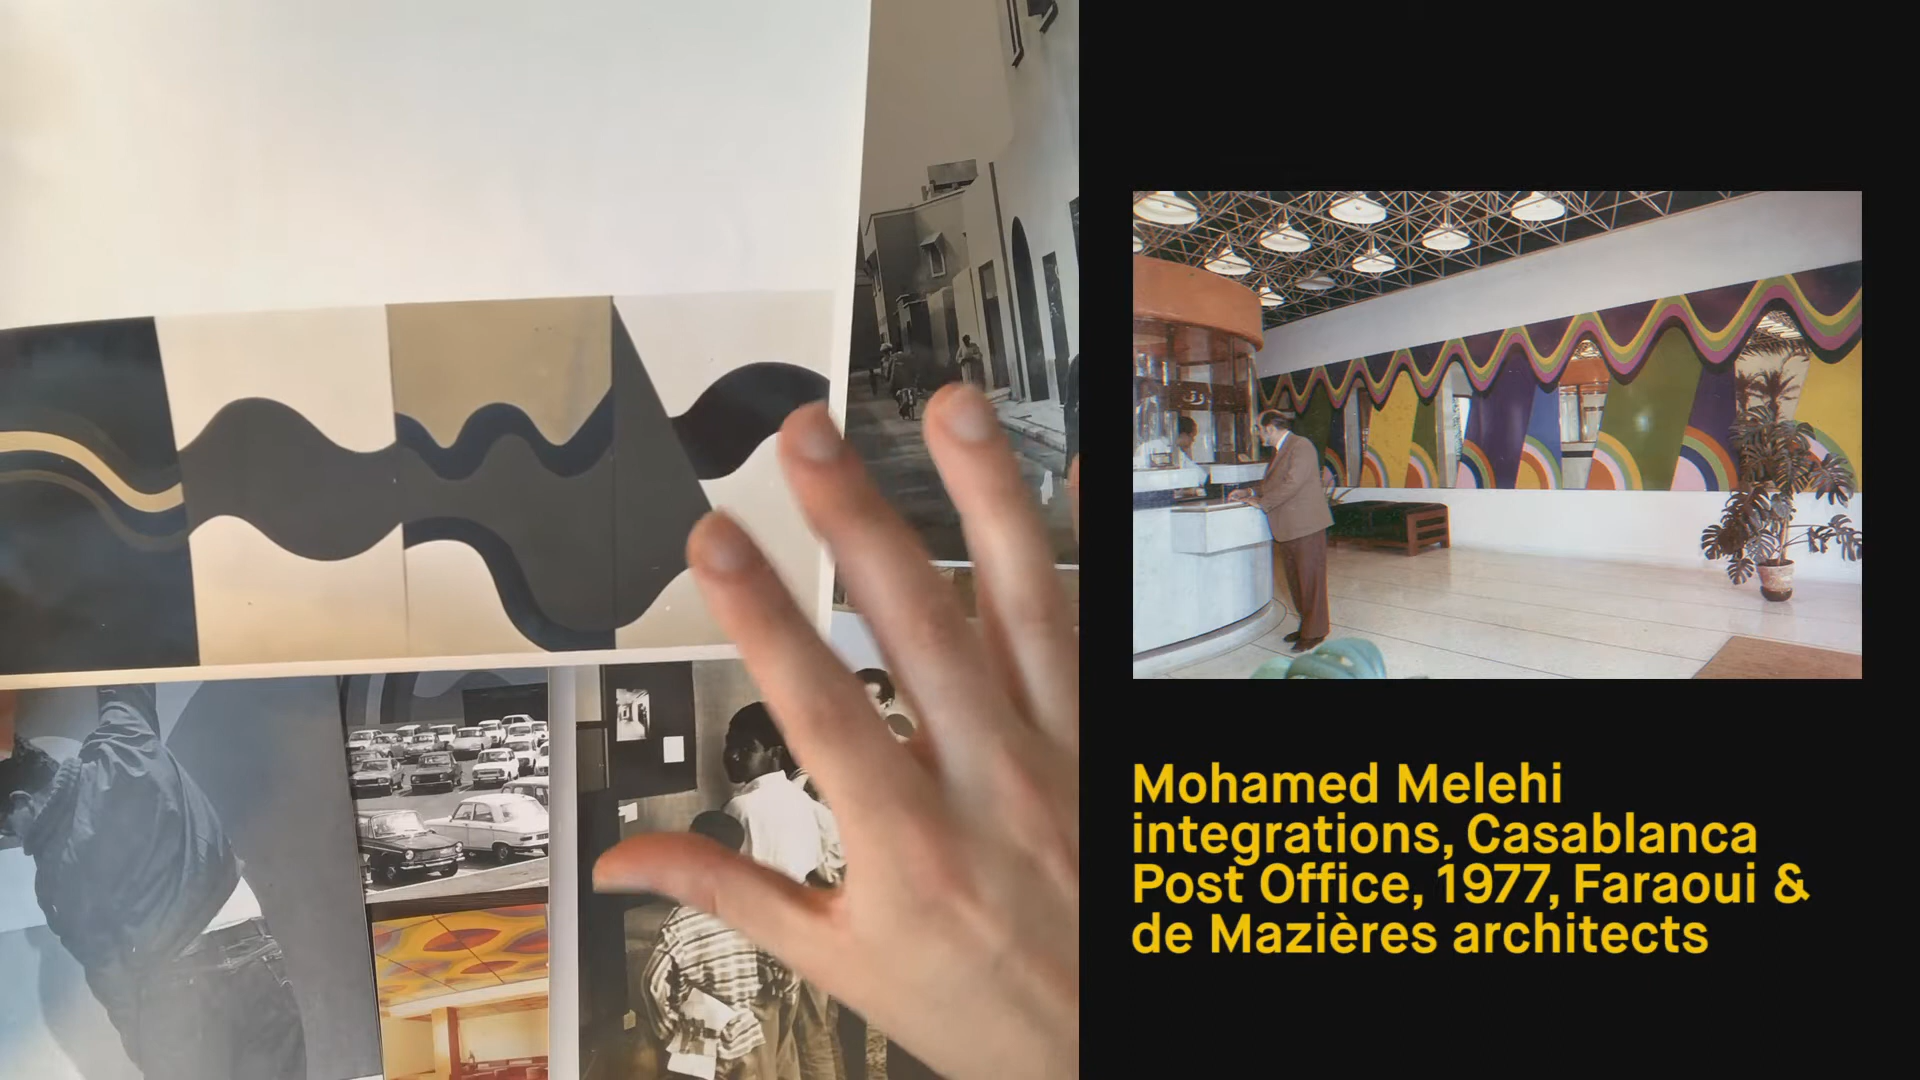 Mohamed Melehi
integrations, Casablanca
Post Office, 1977, Faraoui &
de Mazières architects